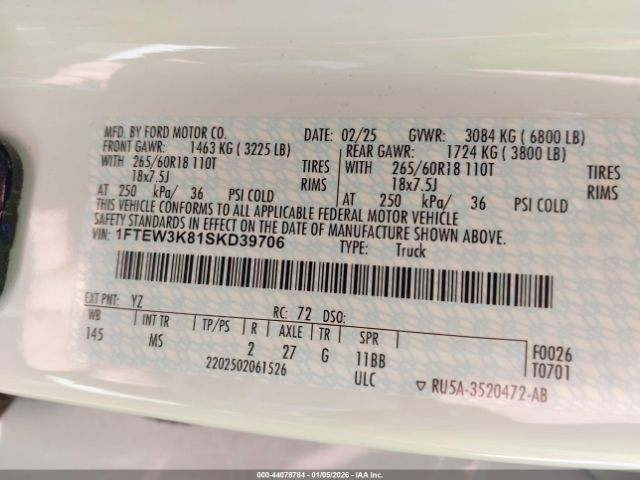 MFD. BY FORD MOTOR CO. DATE: 02/25 GVWR: 3084 KG ( 6800 LB)
FRONT GAWR: 1463 KG ( 3225 LB) REAR GAWR: 1724 KG ( 3800 LB)
WITH 265/60R18 110T TIRES WITH 265/60R18 110T TIRES
18x7.5J RIMS 18x7.5J RIMS
AT 250 kPa/ 36 PSI COLD AT 250 kPa/ 36 PSI COLD
THIS VEHICLE CONFORMS TO ALL APPLICABLE FEDERAL MOTOR VEHICLE
SAFETY STANDARDS IN EFFECT ON THE DATE OF MANUFACTURE SHOWN ABOVE.
VIN: 1FTEW3K81SKD39706 TYPE: Truck
EXT PNT: YZ RC: 72 DSO:
WB INT TR TP/PS R AXLE TR SPR F0026
145 MS 2 27 G 11BB T0701
2202502061526 ULC ▽ RU5A-3520472-AB
000-44078784 | 01/05/2026 - IAA Inc.